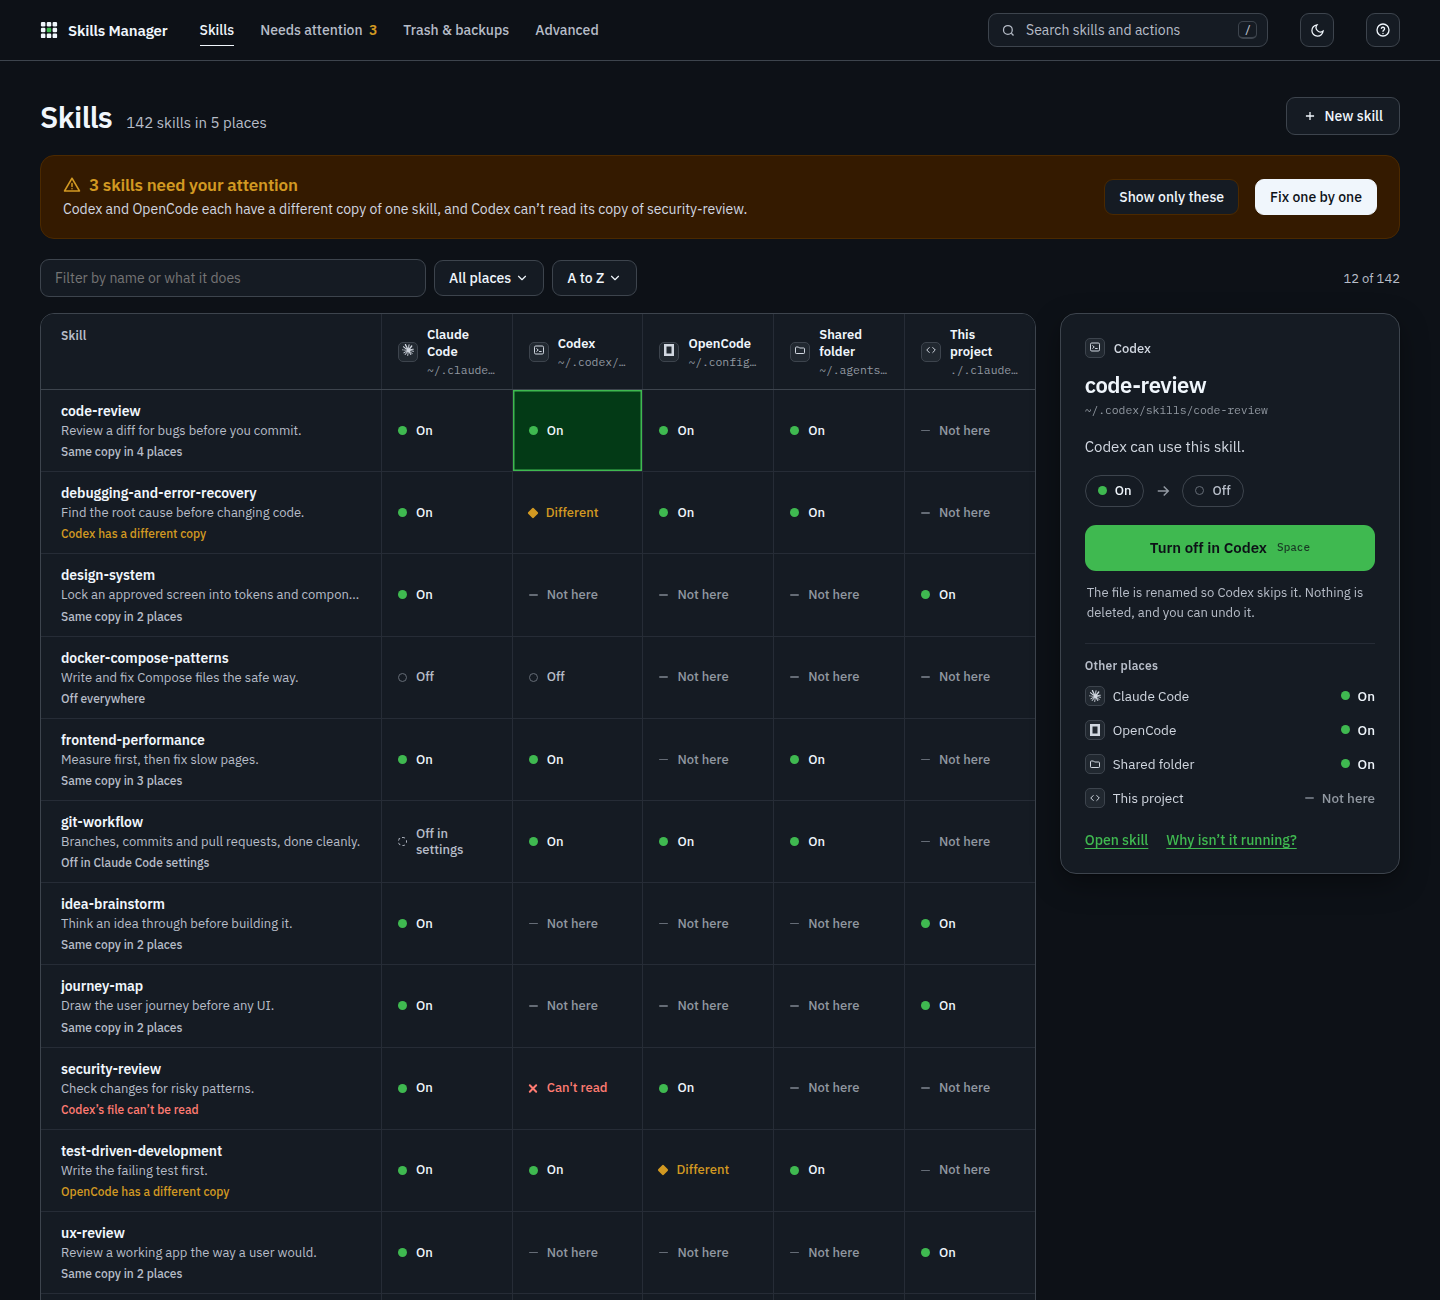 Skills Manager
Skills
Needs attention 3
Trash & backups
Advanced
Search skills and actions /
Skills
142 skills in 5 places
+ New skill
3 skills need your attention
Codex and OpenCode each have a different copy of one skill, and Codex can’t read its copy of security-review.
Show only these
Fix one by one
Filter by name or what it does
All places
A to Z
12 of 142
Skill
Claude
Code
~/.claude…
Codex
~/.codex/…
OpenCode
~/.config…
Shared
folder
~/.agents…
This
project
./.claude…
code-review
Review a diff for bugs before you commit.
Same copy in 4 places
On
On
On
On
Not here
debugging-and-error-recovery
Find the root cause before changing code.
Codex has a different copy
On
Different
On
On
Not here
design-system
Lock an approved screen into tokens and compon…
Same copy in 2 places
On
Not here
Not here
Not here
On
docker-compose-patterns
Write and fix Compose files the safe way.
Off everywhere
Off
Off
Not here
Not here
Not here
frontend-performance
Measure first, then fix slow pages.
Same copy in 3 places
On
On
Not here
On
Not here
git-workflow
Branches, commits and pull requests, done cleanly.
Off in Claude Code settings
Off in
settings
On
On
On
Not here
idea-brainstorm
Think an idea through before building it.
Same copy in 2 places
On
Not here
Not here
Not here
On
journey-map
Draw the user journey before any UI.
Same copy in 2 places
On
Not here
Not here
Not here
On
security-review
Check changes for risky patterns.
Codex’s file can’t be read
On
Can't read
On
Not here
Not here
test-driven-development
Write the failing test first.
OpenCode has a different copy
On
On
Different
On
Not here
ux-review
Review a working app the way a user would.
Same copy in 2 places
On
Not here
Not here
Not here
On
Codex
code-review
~/.codex/skills/code-review
Codex can use this skill.
On → Off
Turn off in Codex Space
The file is renamed so Codex skips it. Nothing is
deleted, and you can undo it.
Other places
Claude Code On
OpenCode On
Shared folder On
This project Not here
Open skill
Why isn’t it running?